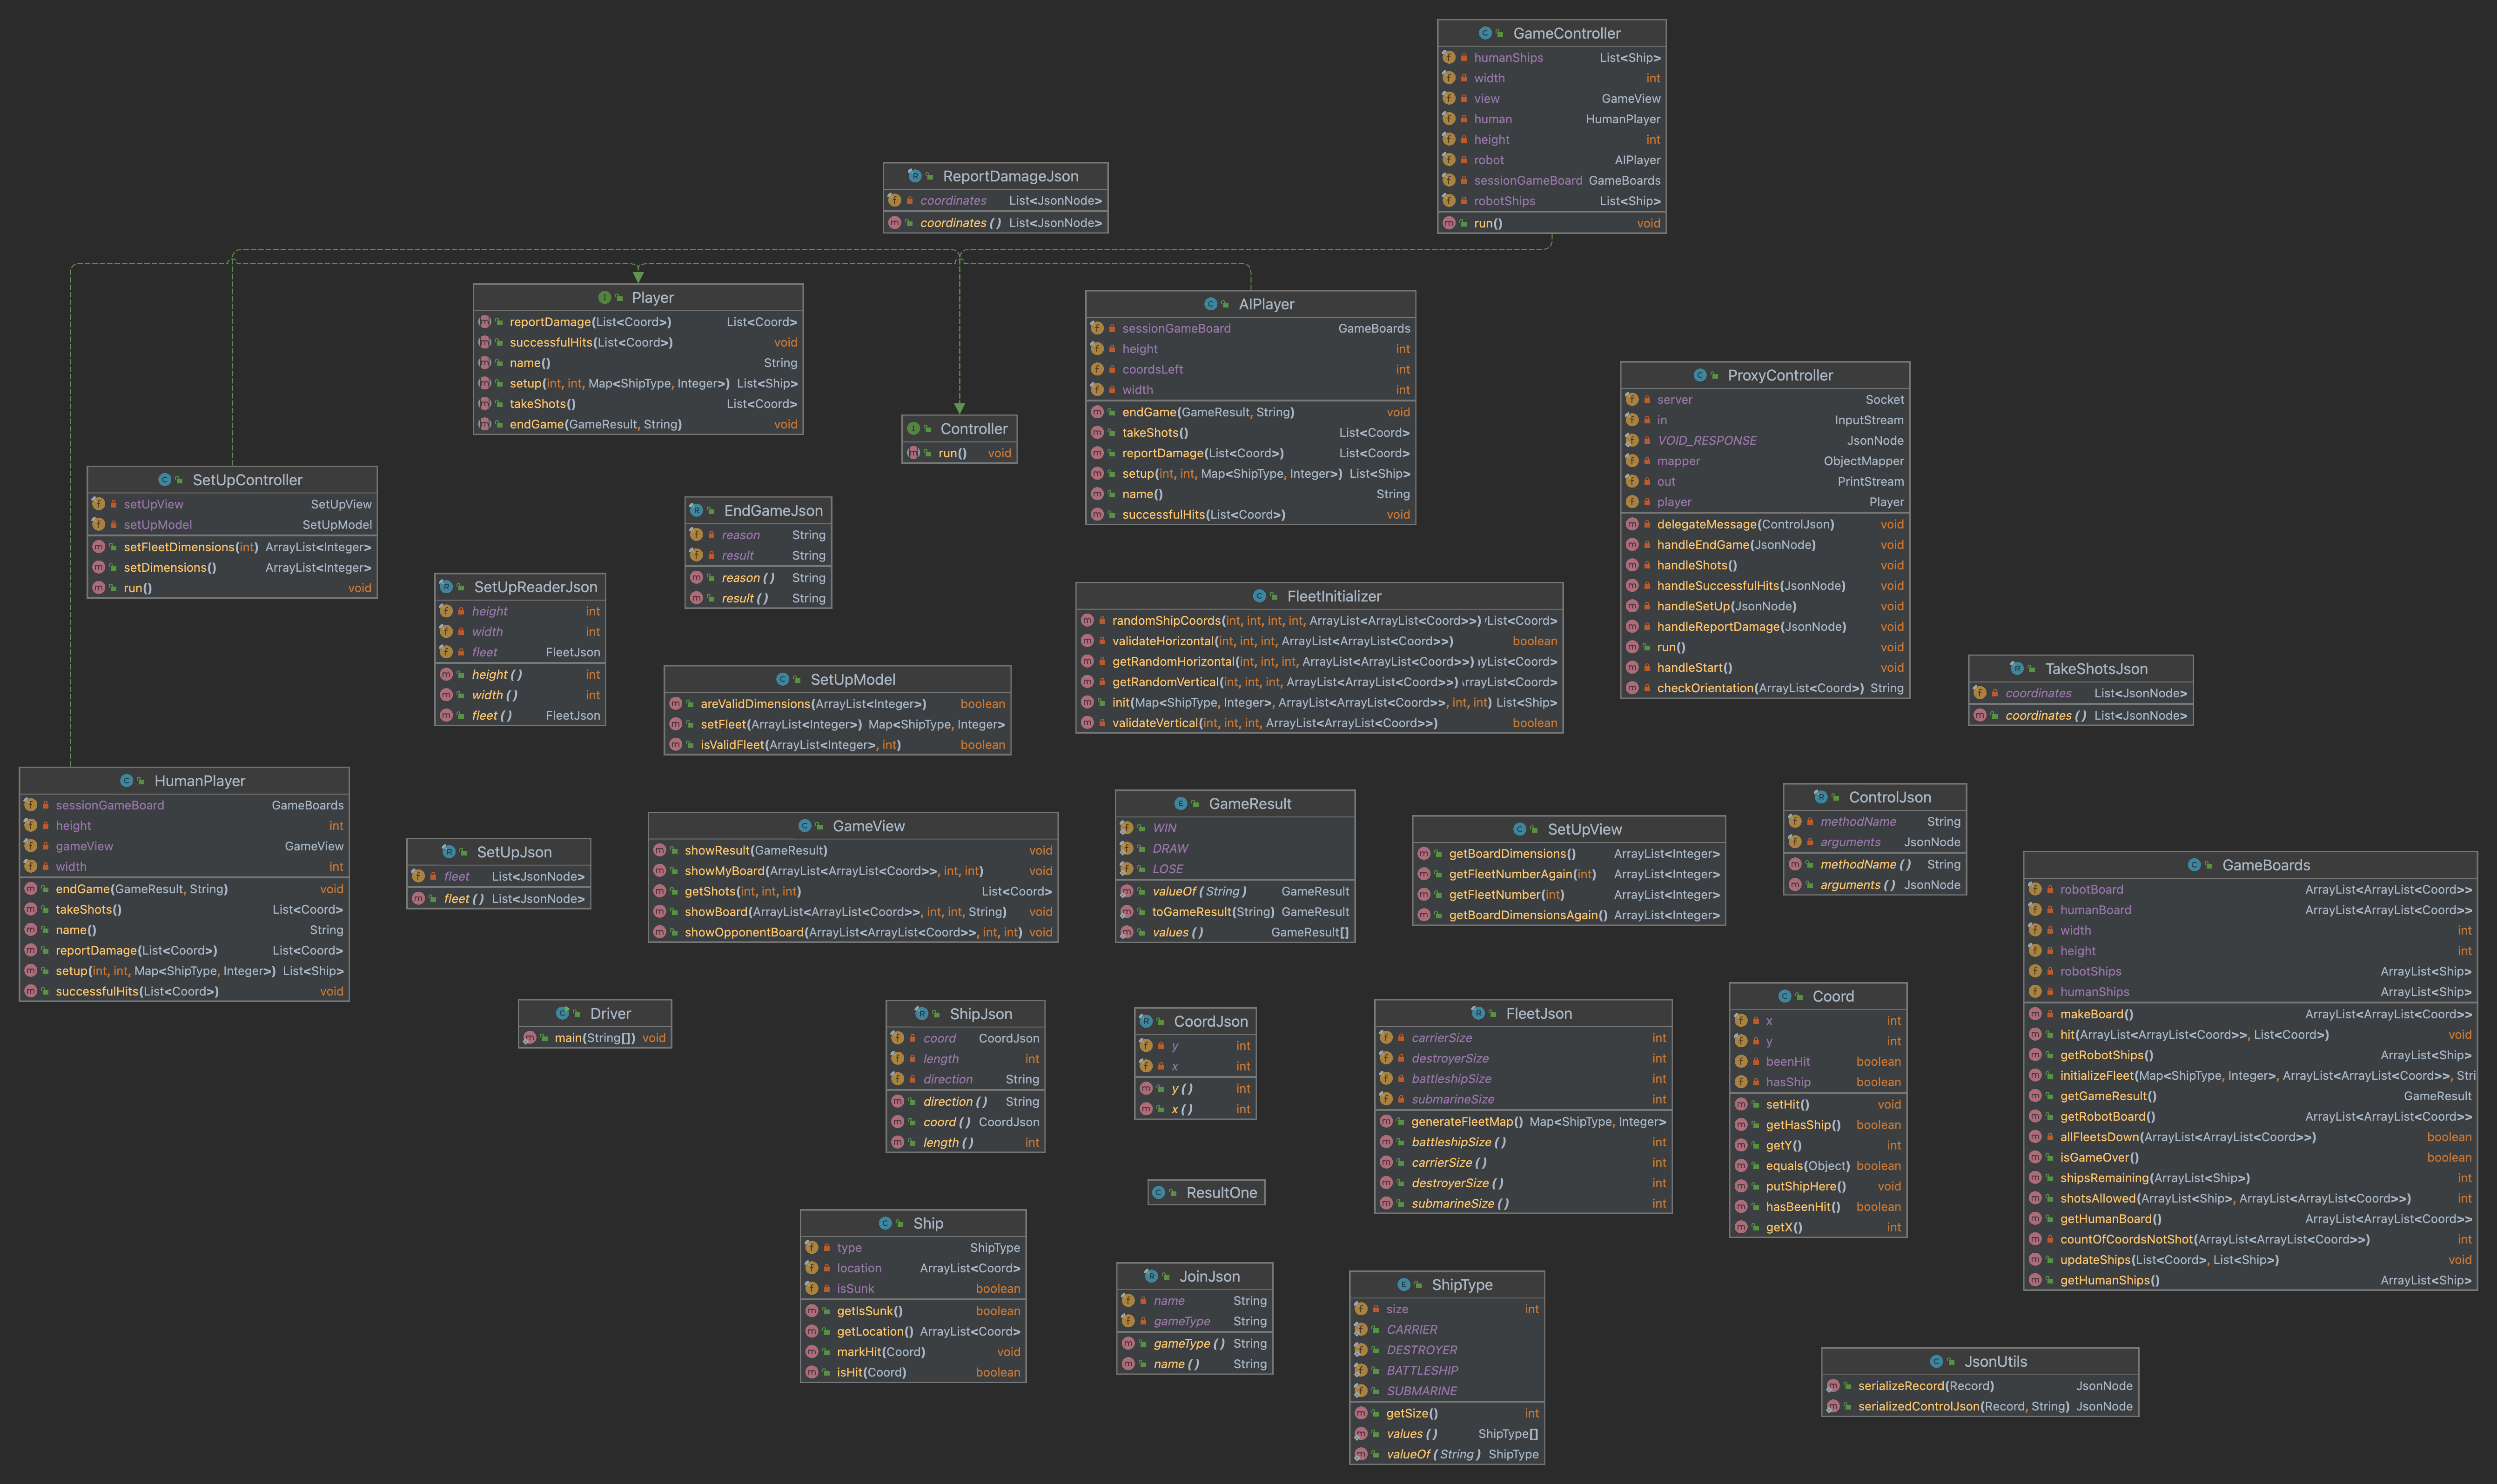 GameController
humanShips List<Ship>
width int
view GameView
human HumanPlayer
height int
robot AIPlayer
sessionGameBoard GameBoards
robotShips List<Ship>
run() void
ReportDamageJson
coordinates List<JsonNode>
coordinates () List<JsonNode>
Player
reportDamage(List<Coord>) List<Coord>
successfulHits(List<Coord>) void
name() String
setup(int, int, Map<ShipType, Integer>) List<Ship>
takeShots() List<Coord>
endGame(GameResult, String) void
AIPlayer
sessionGameBoard GameBoards
height int
coordsLeft int
width int
endGame(GameResult, String) void
takeShots() List<Coord>
reportDamage(List<Coord>) List<Coord>
setup(int, int, Map<ShipType, Integer>) List<Ship>
name() String
successfulHits(List<Coord>) void
Controller
run() void
ProxyController
server Socket
in InputStream
VOID_RESPONSE JsonNode
mapper ObjectMapper
out PrintStream
player Player
delegateMessage(ControlJson) void
handleEndGame(JsonNode) void
handleShots() void
handleSuccessfulHits(JsonNode) void
handleSetUp(JsonNode) void
handleReportDamage(JsonNode) void
run() void
handleStart() void
checkOrientation(ArrayList<Coord>) String
SetUpController
setUpView SetUpView
setUpModel SetUpModel
setFleetDimensions(int) ArrayList<Integer>
setDimensions() ArrayList<Integer>
run() void
EndGameJson
reason String
result String
reason () String
result () String
SetUpReaderJson
height int
width int
fleet FleetJson
height () int
width () int
fleet () FleetJson
FleetInitializer
randomShipCoords(int, int, int, int, ArrayList<ArrayList<Coord>>) List<Coord>
validateHorizontal(int, int, int, ArrayList<ArrayList<Coord>>) boolean
getRandomHorizontal(int, int, int, ArrayList<ArrayList<Coord>>) yList<Coord>
getRandomVertical(int, int, int, ArrayList<ArrayList<Coord>>) rrayList<Coord>
init(Map<ShipType, Integer>, ArrayList<ArrayList<Coord>>, int, int) List<Ship>
validateVertical(int, int, int, ArrayList<ArrayList<Coord>>) boolean
SetUpModel
areValidDimensions(ArrayList<Integer>) boolean
setFleet(ArrayList<Integer>) Map<ShipType, Integer>
isValidFleet(ArrayList<Integer>, int) boolean
TakeShotsJson
coordinates List<JsonNode>
coordinates () List<JsonNode>
HumanPlayer
sessionGameBoard GameBoards
height int
gameView GameView
width int
endGame(GameResult, String) void
takeShots() List<Coord>
name() String
reportDamage(List<Coord>) List<Coord>
setup(int, int, Map<ShipType, Integer>) List<Ship>
successfulHits(List<Coord>) void
SetUpJson
fleet List<JsonNode>
fleet () List<JsonNode>
GameView
showResult(GameResult) void
showMyBoard(ArrayList<ArrayList<Coord>>, int, int) void
getShots(int, int, int) List<Coord>
showBoard(ArrayList<ArrayList<Coord>>, int, int, String) void
showOpponentBoard(ArrayList<ArrayList<Coord>>, int, int) void
GameResult
WIN
DRAW
LOSE
valueOf (String) GameResult
toGameResult(String) GameResult
values () GameResult[]
SetUpView
getBoardDimensions() ArrayList<Integer>
getFleetNumberAgain(int) ArrayList<Integer>
getFleetNumber(int) ArrayList<Integer>
getBoardDimensionsAgain() ArrayList<Integer>
ControlJson
methodName String
arguments JsonNode
methodName () String
arguments () JsonNode
GameBoards
robotBoard ArrayList<ArrayList<Coord>>
humanBoard ArrayList<ArrayList<Coord>>
width int
height int
robotShips ArrayList<Ship>
humanShips ArrayList<Ship>
makeBoard() ArrayList<ArrayList<Coord>>
hit(ArrayList<ArrayList<Coord>>, List<Coord>) void
getRobotShips() ArrayList<Ship>
initializeFleet(Map<ShipType, Integer>, ArrayList<ArrayList<Coord>>, Stri
getGameResult() GameResult
getRobotBoard() ArrayList<ArrayList<Coord>>
allFleetsDown(ArrayList<ArrayList<Coord>>) boolean
isGameOver() boolean
shipsRemaining(ArrayList<Ship>) int
shotsAllowed(ArrayList<Ship>, ArrayList<ArrayList<Coord>>) int
getHumanBoard() ArrayList<ArrayList<Coord>>
countOfCoordsNotShot(ArrayList<ArrayList<Coord>>) int
updateShips(List<Coord>, List<Ship>) void
getHumanShips() ArrayList<Ship>
Driver
main(String[]) void
ShipJson
coord CoordJson
length int
direction String
direction () String
coord () CoordJson
length () int
CoordJson
y int
x int
y () int
x () int
FleetJson
carrierSize int
destroyerSize int
battleshipSize int
submarineSize int
generateFleetMap() Map<ShipType, Integer>
battleshipSize () int
carrierSize () int
destroyerSize () int
submarineSize () int
Coord
x int
y int
beenHit boolean
hasShip boolean
setHit() void
getHasShip() boolean
getY() int
equals(Object) boolean
putShipHere() void
hasBeenHit() boolean
getX() int
ResultOne
Ship
type ShipType
location ArrayList<Coord>
isSunk boolean
getIsSunk() boolean
getLocation() ArrayList<Coord>
markHit(Coord) void
isHit(Coord) boolean
JoinJson
name String
gameType String
gameType () String
name () String
ShipType
size int
CARRIER
DESTROYER
BATTLESHIP
SUBMARINE
getSize() int
values () ShipType[]
valueOf (String) ShipType
JsonUtils
serializeRecord(Record) JsonNode
serializedControlJson(Record, String) JsonNode